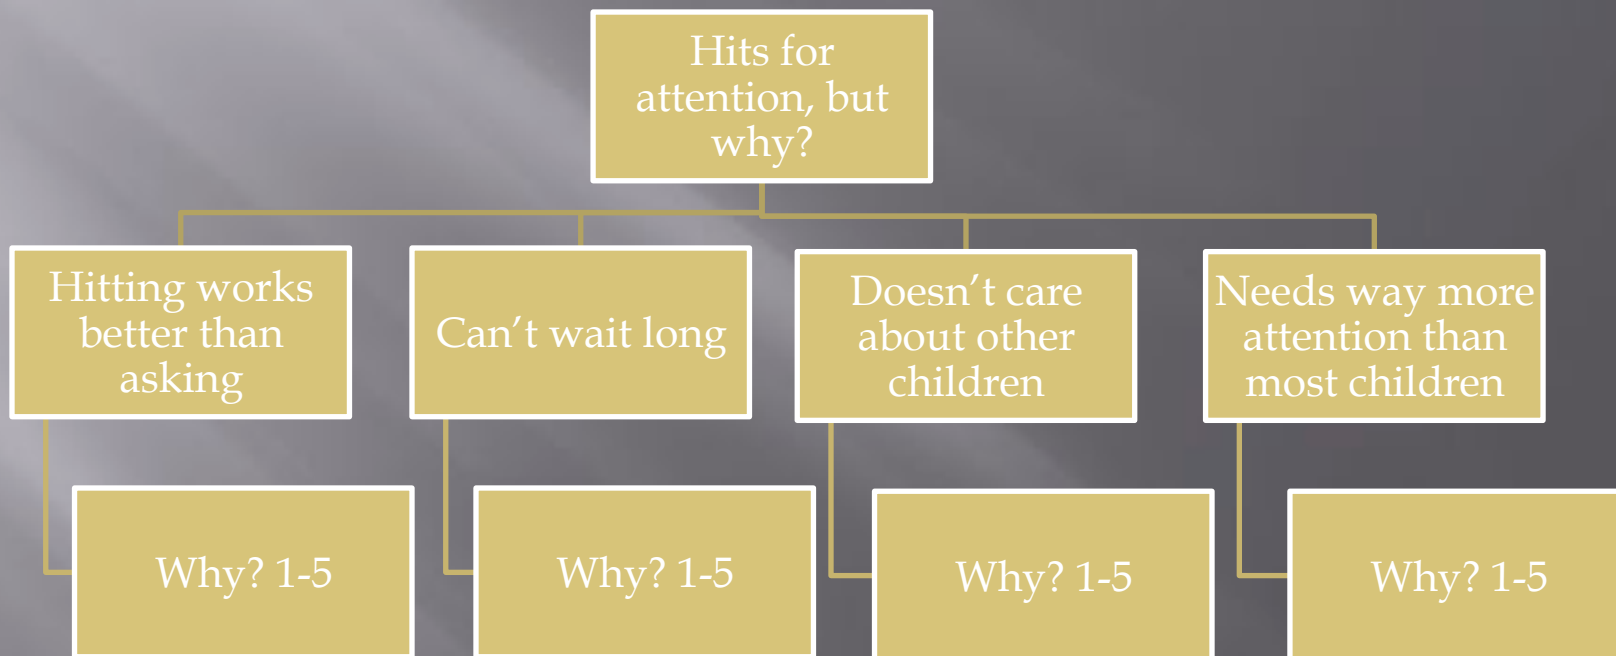 Hits for
attention, but
why?
Hitting works
better than
asking
Can’t wait long
Doesn’t care
about other
children
Needs way more
attention than
most children
Why? 1-5
Why? 1-5
Why? 1-5
Why? 1-5